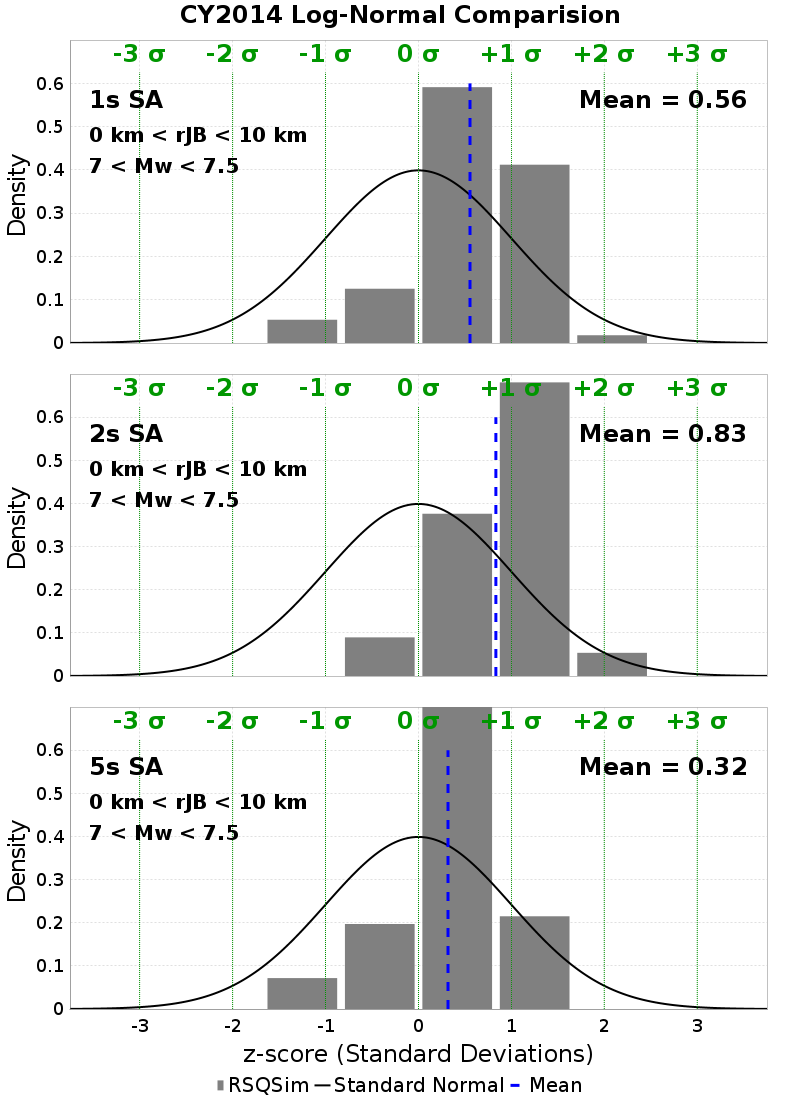 CY2014 Log-Normal Comparision
-3 σ -2 σ -1 σ 0 σ +1 σ +2 σ +3 σ
1s SA Mean = 0.56
0 km < rJB < 10 km
7 < Mw < 7.5
Density
0.6
0.5
0.4
0.3
0.2
0.1
0
-3 σ -2 σ -1 σ 0 σ +1 σ +2 σ +3 σ
2s SA Mean = 0.83
0 km < rJB < 10 km
7 < Mw < 7.5
Density
0.6
0.5
0.4
0.3
0.2
0.1
0
-3 σ -2 σ -1 σ 0 σ +1 σ +2 σ +3 σ
5s SA Mean = 0.32
0 km < rJB < 10 km
7 < Mw < 7.5
Density
0.6
0.5
0.4
0.3
0.2
0.1
0
-3 -2 -1 0 1 2 3
z-score (Standard Deviations)
RSQSim Standard Normal Mean